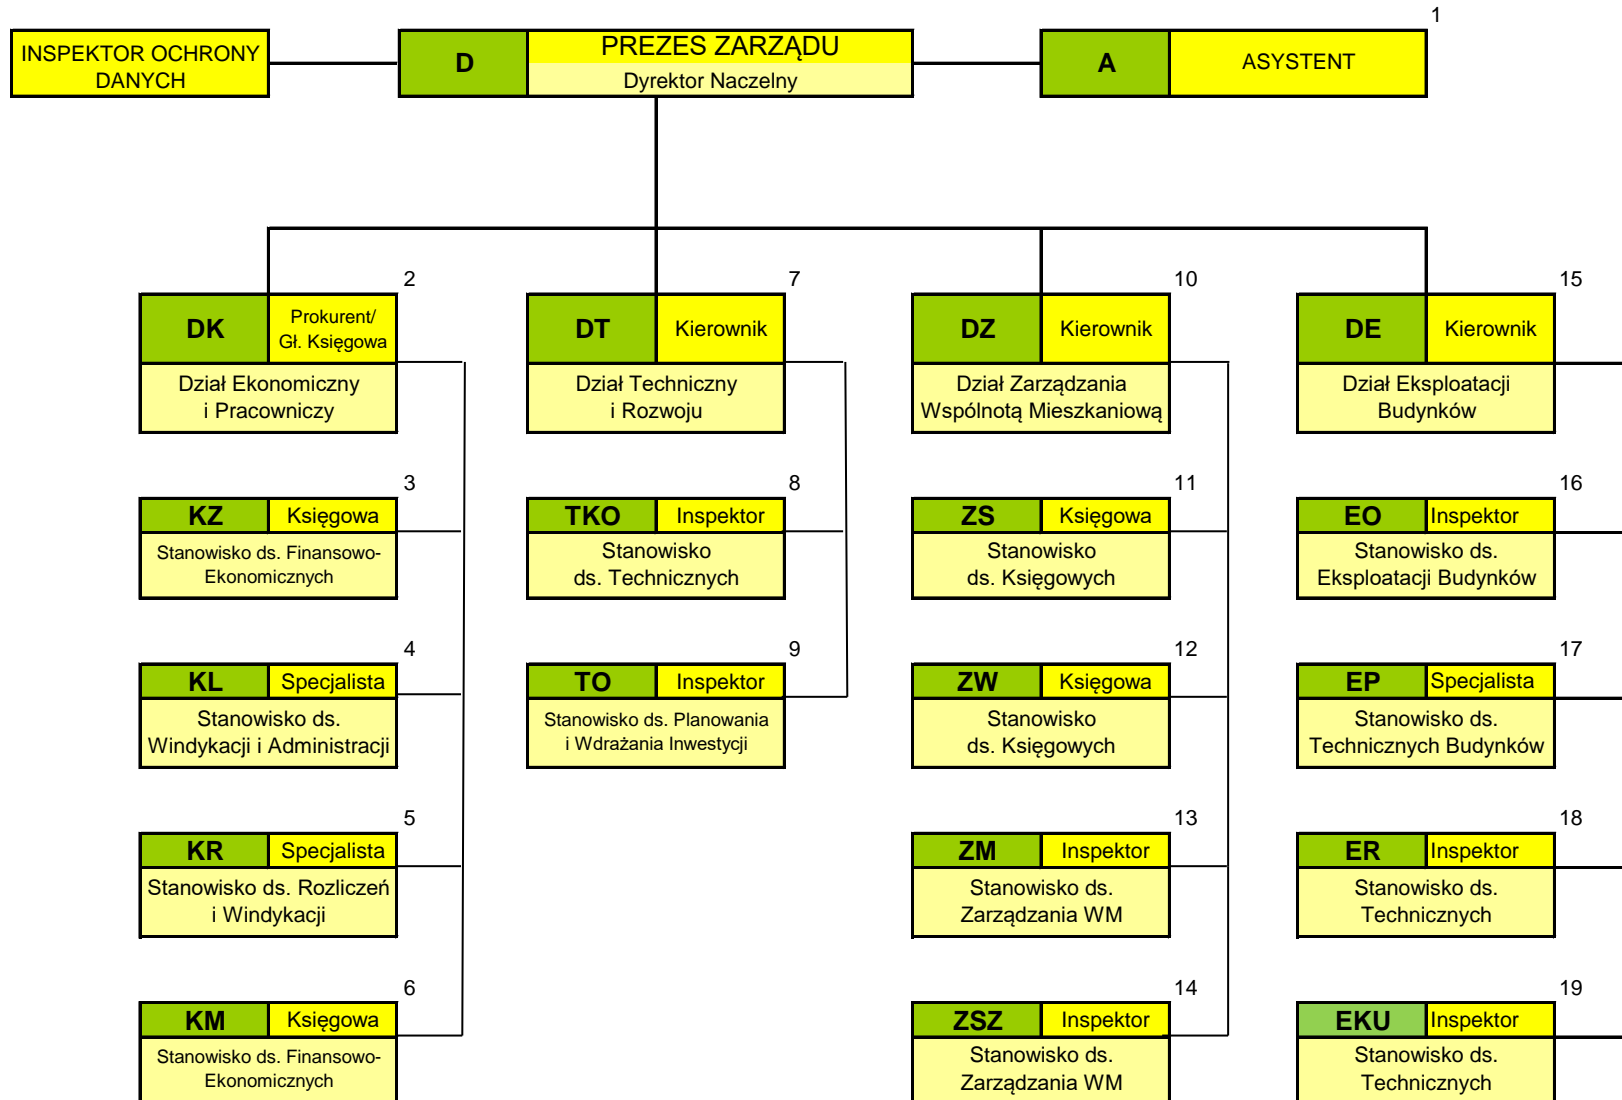 1
INSPEKTOR OCHRONY
DANYCH
D
PREZES ZARZĄDU
Dyrektor Naczelny
A
ASYSTENT
2
DK
Prokurent/
Gł. Księgowa
Dział Ekonomiczny
i Pracowniczy
7
DT
Kierownik
Dział Techniczny
i Rozwoju
10
DZ
Kierownik
Dział Zarządzania
Wspólnotą Mieszkaniową
15
DE
Kierownik
Dział Eksploatacji
Budynków
3
KZ
Księgowa
Stanowisko ds. Finansowo-
Ekonomicznych
8
TKO
Inspektor
Stanowisko
ds. Technicznych
11
ZS
Księgowa
Stanowisko
ds. Księgowych
16
EO
Inspektor
Stanowisko ds.
Eksploatacji Budynków
4
KL
Specjalista
Stanowisko ds.
Windykacji i Administracji
9
TO
Inspektor
Stanowisko ds. Planowania
i Wdrażania Inwestycji
12
ZW
Księgowa
Stanowisko
ds. Księgowych
17
EP
Specjalista
Stanowisko ds.
Technicznych Budynków
5
KR
Specjalista
Stanowisko ds. Rozliczeń
i Windykacji
13
ZM
Inspektor
Stanowisko ds.
Zarządzania WM
18
ER
Inspektor
Stanowisko ds.
Technicznych
6
KM
Księgowa
Stanowisko ds. Finansowo-
Ekonomicznych
14
ZSZ
Inspektor
Stanowisko ds.
Zarządzania WM
19
EKU
Inspektor
Stanowisko ds.
Technicznych